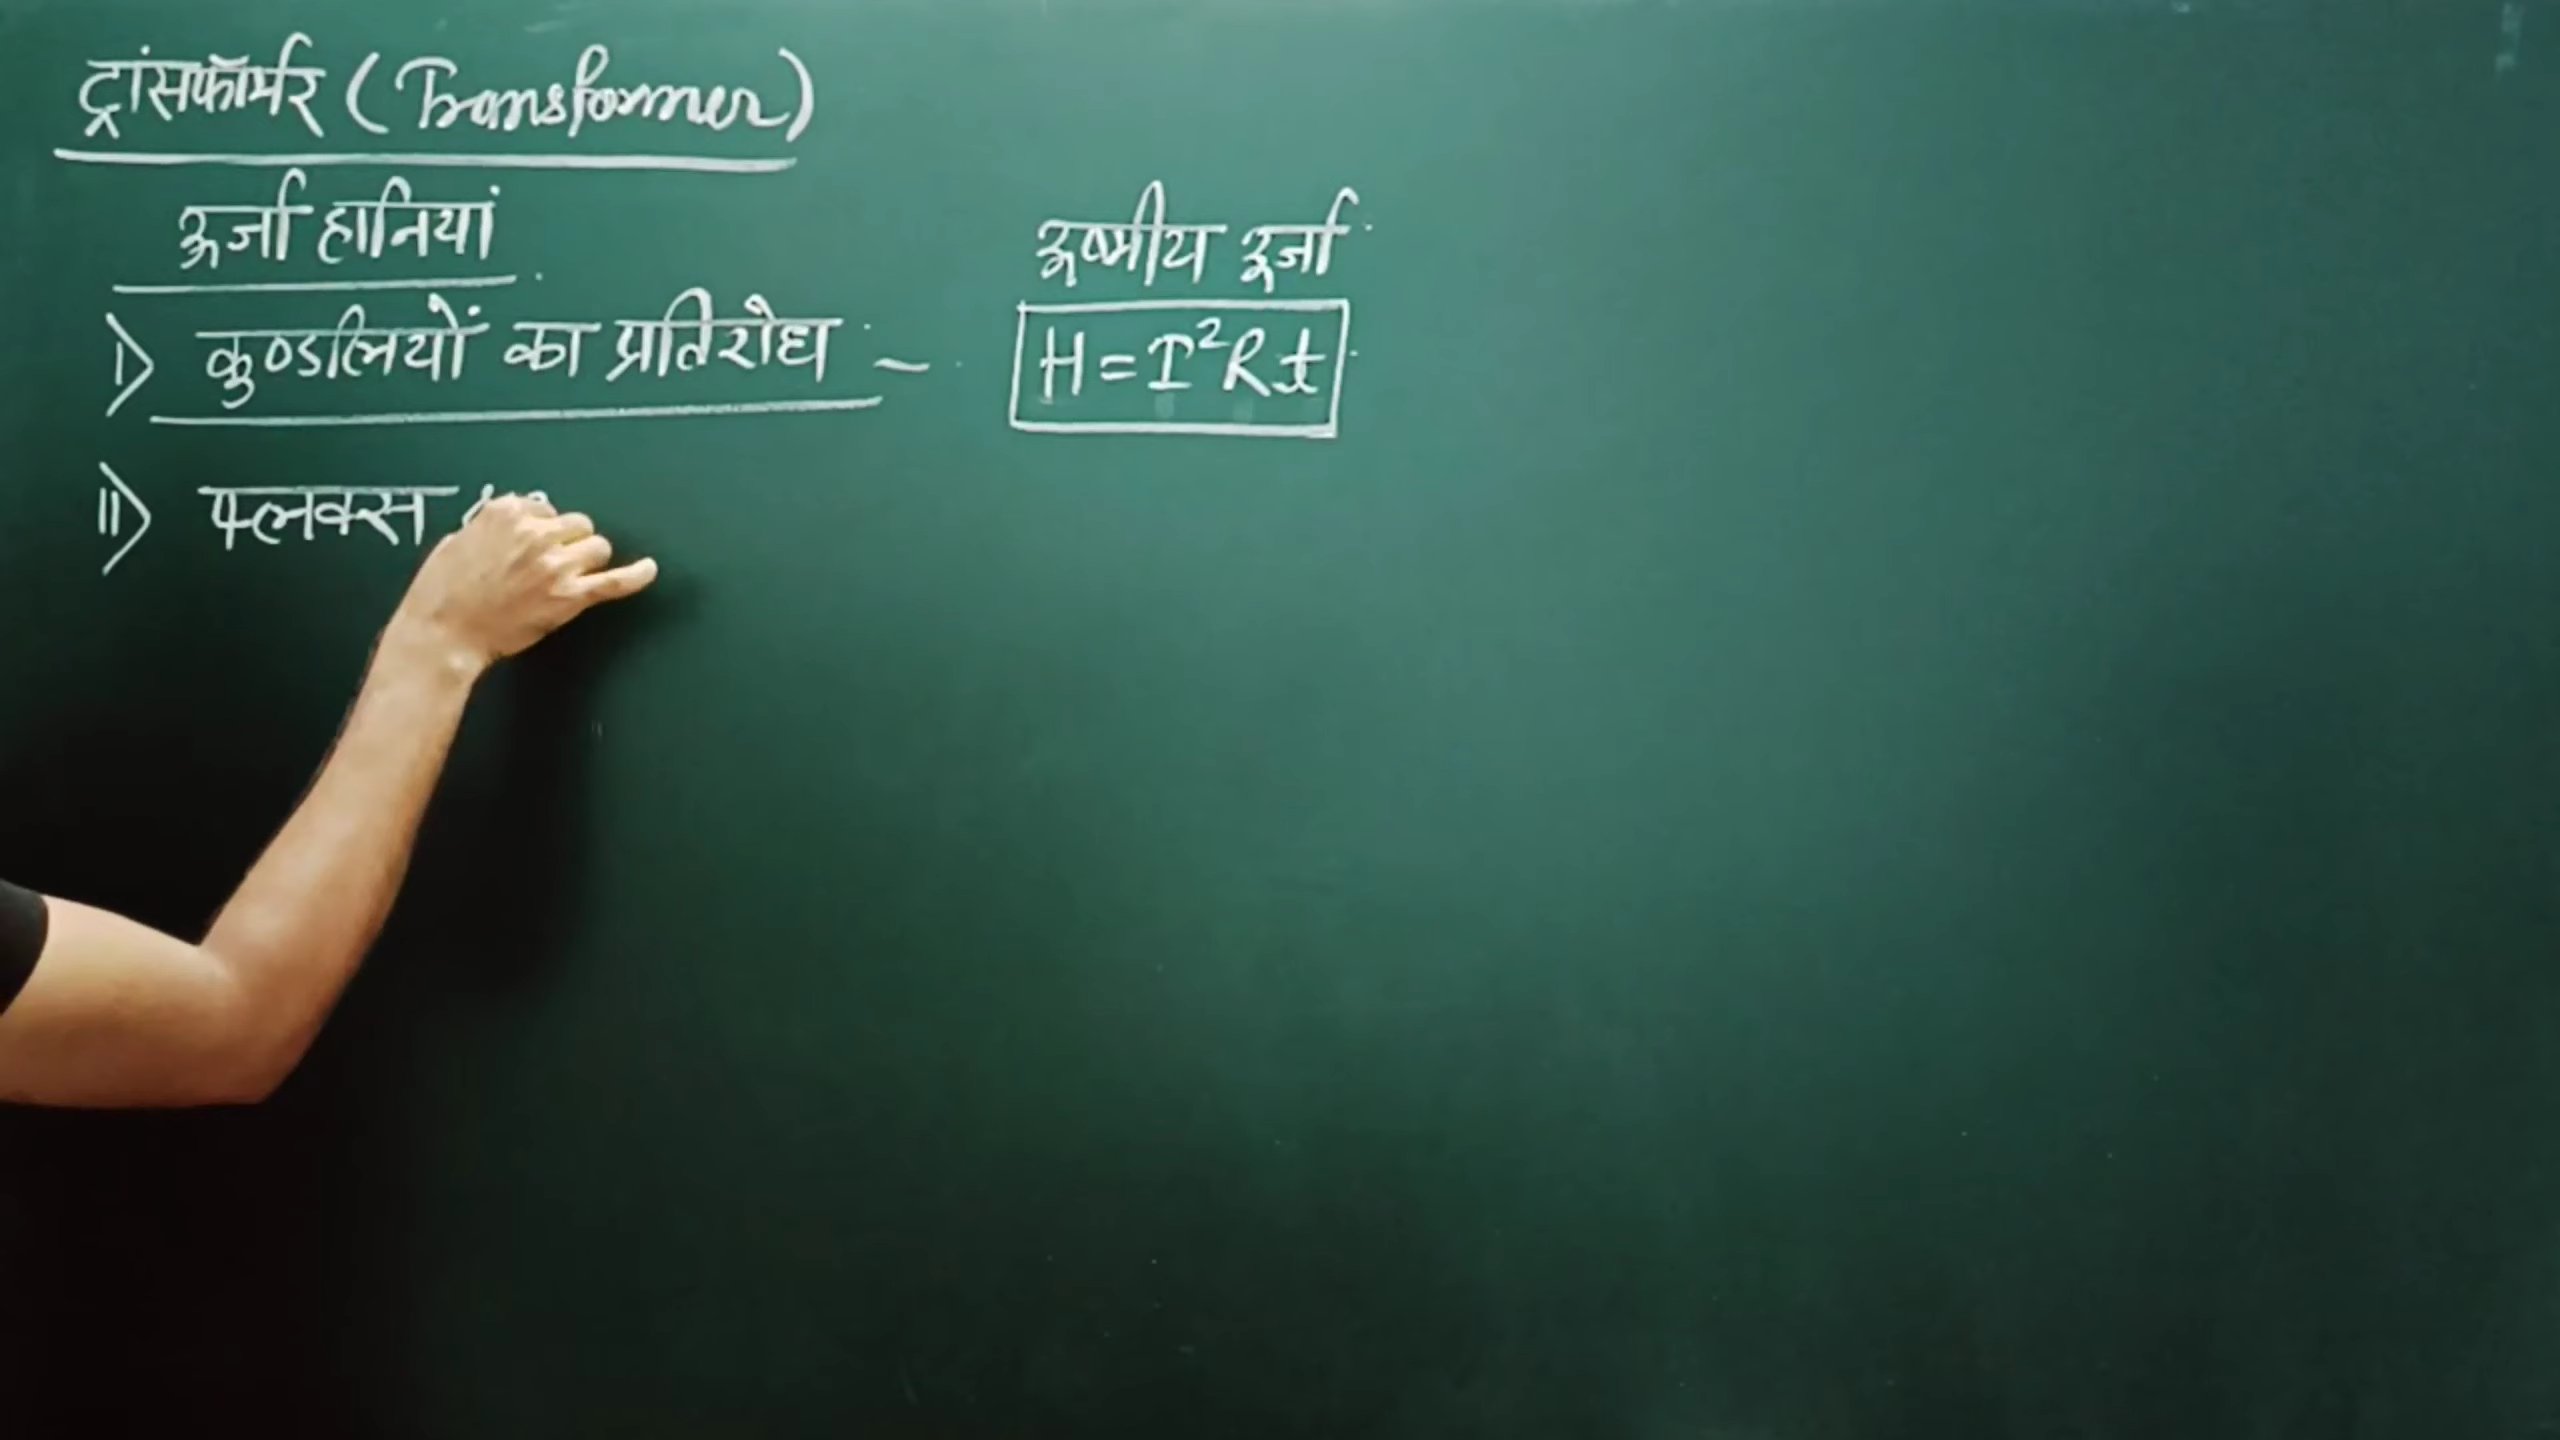 ट्रांसफॉर्मर (Transformer)
ऊर्जा हानियां
I> कुण्डलियों का प्रतिरोध –
ऊष्मीय ऊर्जा
H = I²Rt
II> फ्लक्स